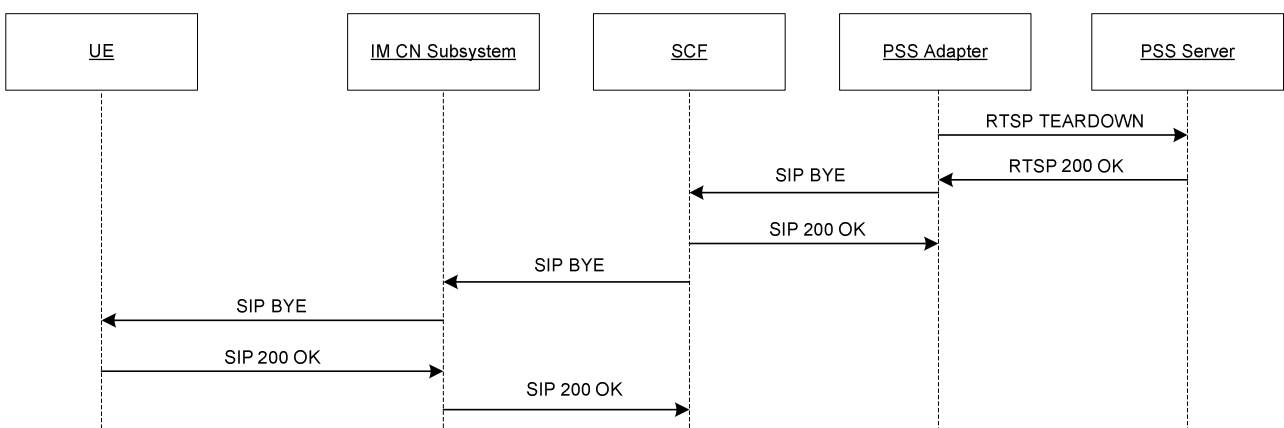 UE
IM CN Subsystem
SCF
PSS Adapter
PSS Server
RTSP TEARDOWN
RTSP 200 OK
SIP BYE
SIP 200 OK
SIP BYE
SIP BYE
SIP 200 OK
SIP 200 OK